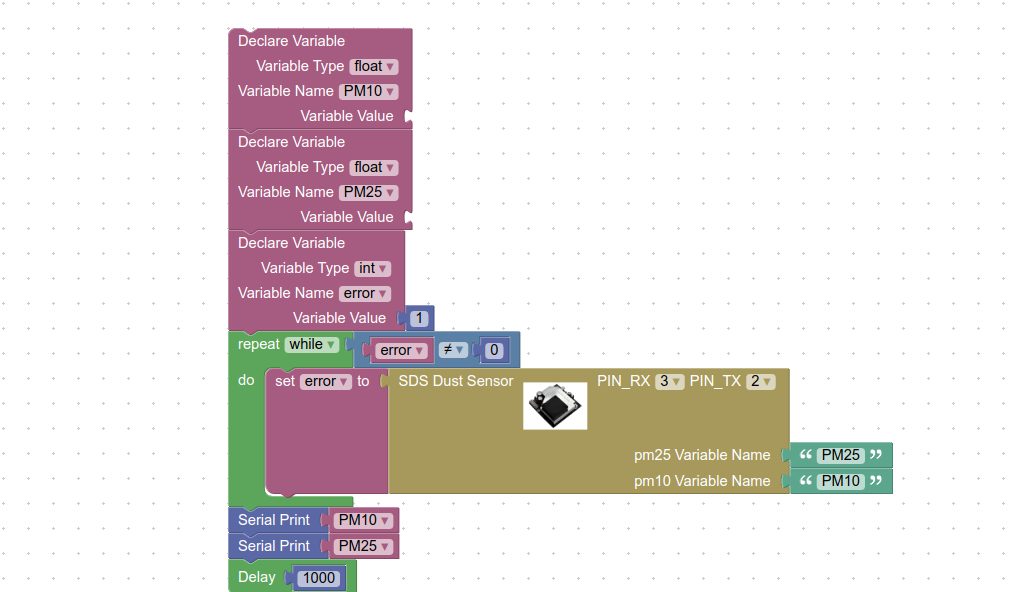 Declare Variable
Variable Type float
Variable Name PM10
Variable Value
Declare Variable
Variable Type float
Variable Name PM25
Variable Value
Declare Variable
Variable Type int
Variable Name error
Variable Value 1
repeat while error ≠ 0
do set error to SDS Dust Sensor PIN_RX 3 PIN_TX 2
pm25 Variable Name “ PM25 ”
pm10 Variable Name “ PM10 ”
Serial Print PM10
Serial Print PM25
Delay 1000